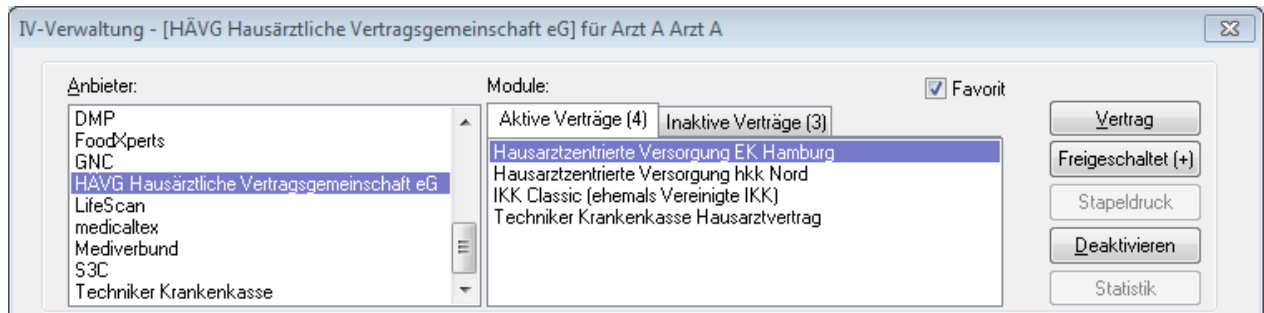 IV-Verwaltung - [HÄVG Hausärztliche Vertragsgemeinschaft eG] für Arzt A Arzt A
Anbieter:
DMP
FoodXperts
GNC
HÄVG Hausärztliche Vertragsgemeinschaft eG
LifeScan
medicaltex
Mediverbund
S3C
Techniker Krankenkasse
Module:
Favorit
Aktive Verträge (4)
Inaktive Verträge (3)
Hausarztzentrierte Versorgung EK Hamburg
Hausarztzentrierte Versorgung hkk Nord
IKK Classic (ehemals Vereinigte IKK)
Techniker Krankenkasse Hausarztvertrag
Vertrag
Freigeschaltet (+)
Stapeldruck
Deaktivieren
Statistik